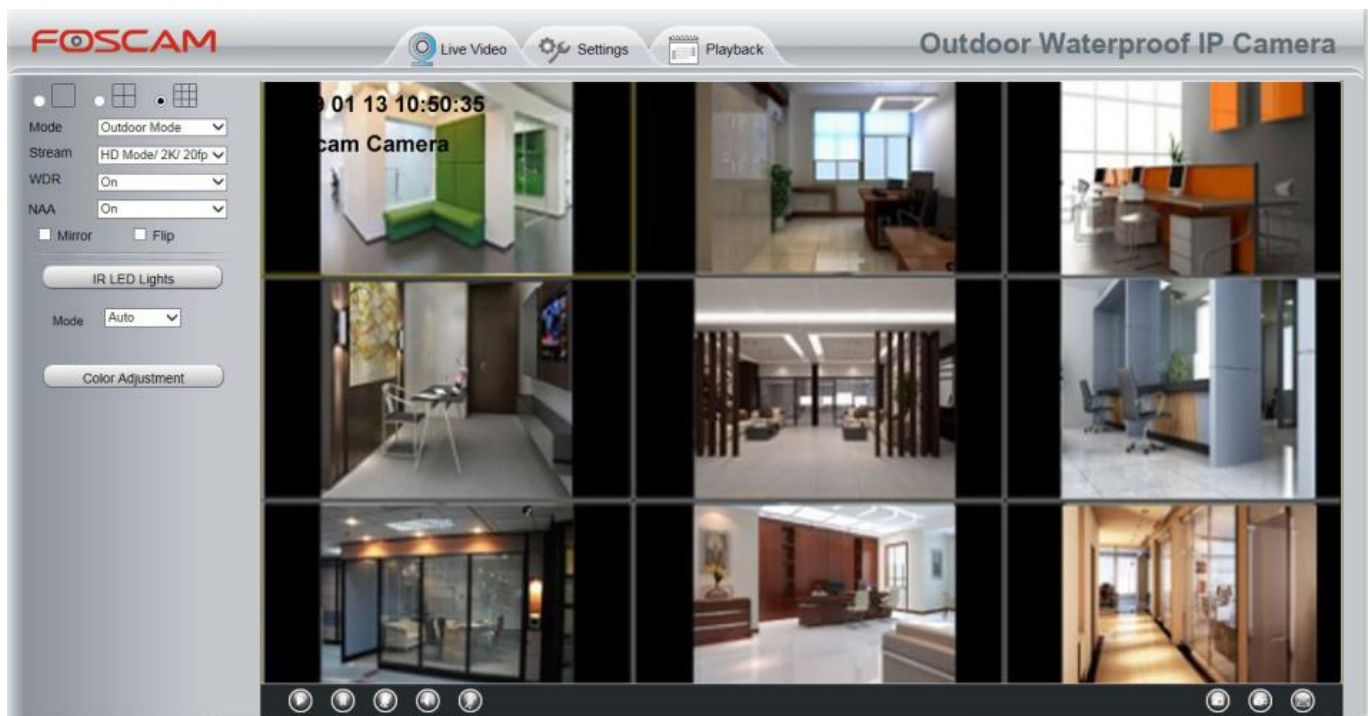 FOSCAM
Live Video
Settings
Playback
Outdoor Waterproof IP Camera
Mode
Outdoor Mode
Stream
HD Mode/ 2K/ 20fp
WDR
On
NAA
On
Mirror
Flip
IR LED Lights
Mode
Auto
Color Adjustment
01 13 10:50:35
cam Camera